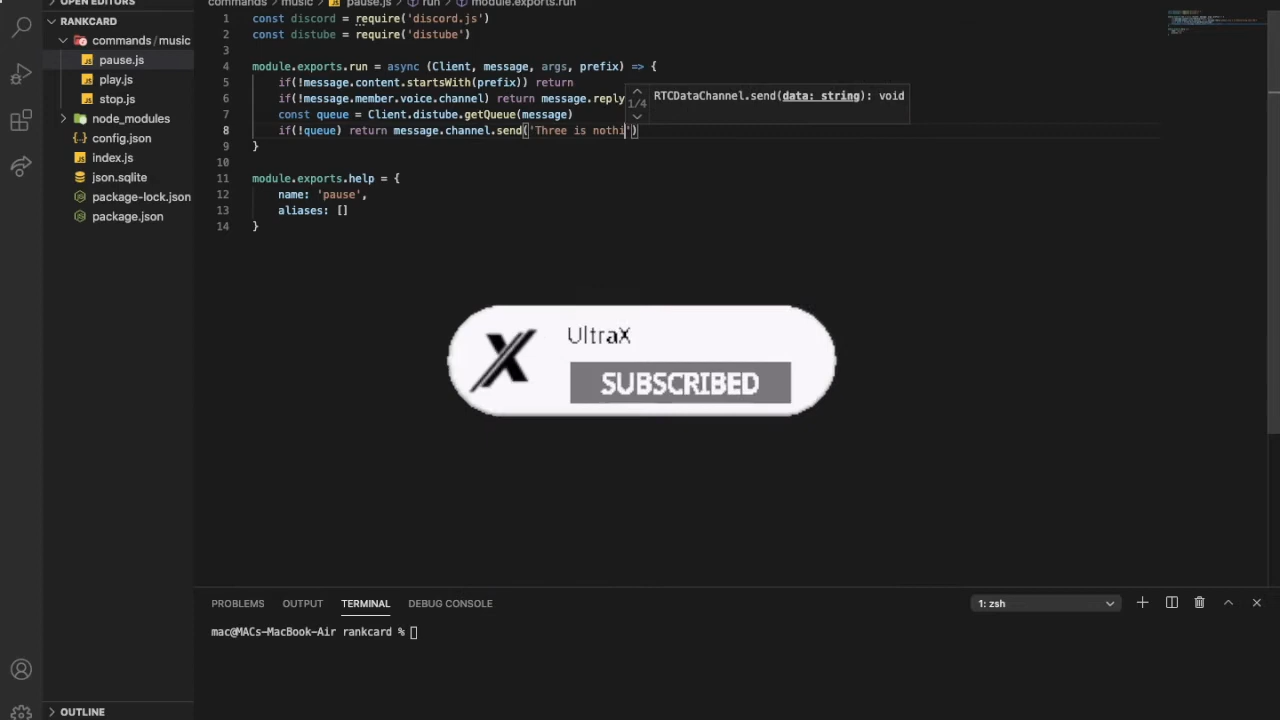 OPEN EDITORS
RANKCARD
commands / music
pause.js
play.js
stop.js
node_modules
config.json
index.js
json.sqlite
package-lock.json
package.json
OUTLINE
commands > music > pause.js > run > module.exports.run
1 const discord = require('discord.js')
2 const distube = require('distube')
3
4 module.exports.run = async (Client, message, args, prefix) => {
5 if(!message.content.startsWith(prefix)) return
6 if(!message.member.voice.channel) return message.reply
7 const queue = Client.distube.getQueue(message)
8 if(!queue) return message.channel.send('Three is nothi')
9 }
10
11 module.exports.help = {
12 name: 'pause',
13 aliases: []
14 }
1/4
RTCDataChannel.send(data: string): void
UltraX
X
SUBSCRIBED
PROBLEMS OUTPUT TERMINAL DEBUG CONSOLE
1: zsh
mac@MACs-MacBook-Air rankcard %